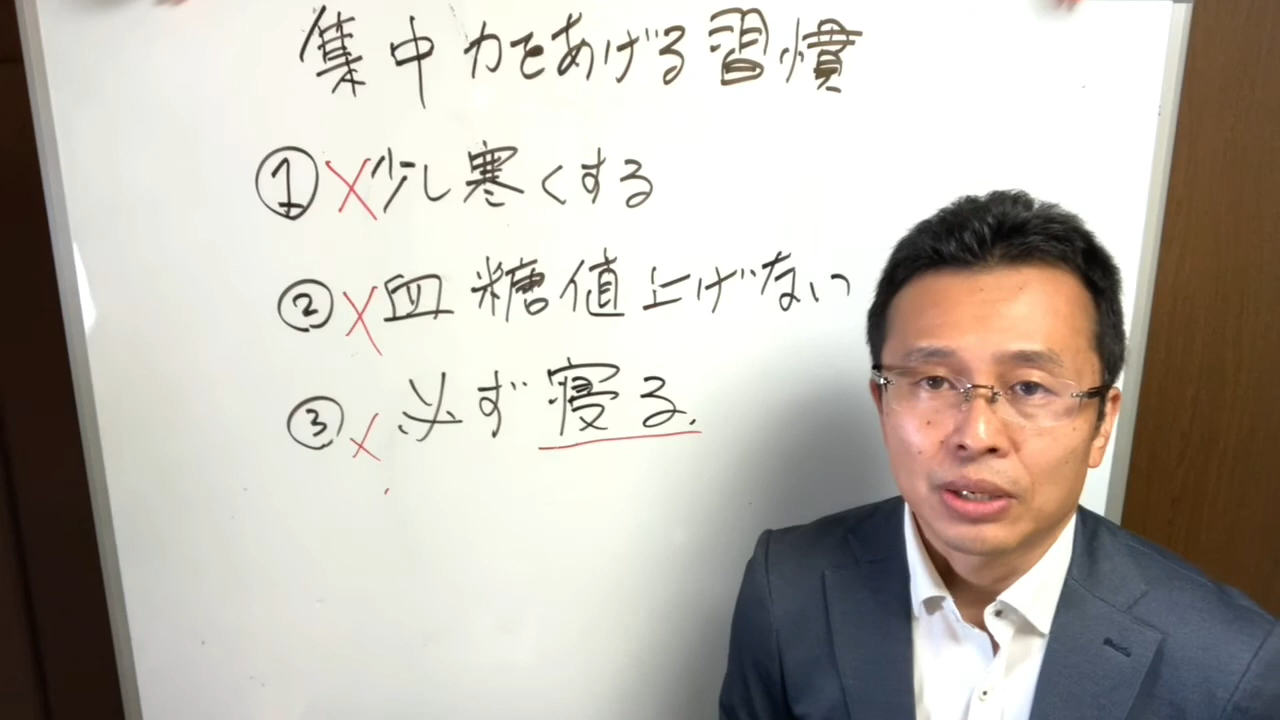 集中力をあげる習慣
① ×少し寒くする
② ×血糖値上げない
③ ×必ず寝る.